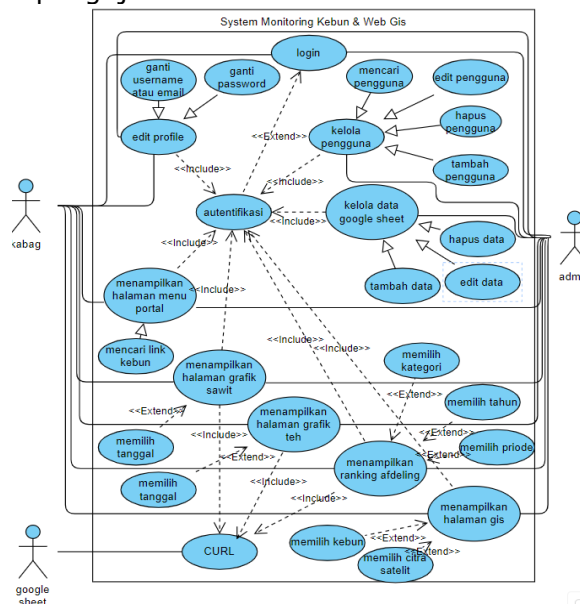 System Monitoring Kebun & Web Gis
login
ganti
username
atau email
ganti
password
mencari
pengguna
edit pengguna
edit profile
<<Extend>>
kelola
pengguna
hapus
pengguna
tambah
pengguna
<<Include>>
<<Include>>
kabag
autentifikasi
<<Include>>
kelola data
google sheet
hapus data
admi
<<Include>>
tambah data
edit data
menampilkan
halaman menu
portal
<<Include>>
<<Include>>
mencari link
kebun
menampilkan
halaman grafik
sawit
<<Include>>
memilih
kategori
<<Extend>>
menampilkan
halaman grafik
teh
memilih tahun
memilih
tanggal
<<Include>>
<<Extend>>
memilih priode
<<Extend>>
<<Extend>>
menampilkan
ranking afdeling
memilih
tanggal
<<Include>>
<<Include>>
menampilkan
halaman gis
CURL
memilih kebun
<<Extend>>
<<Extend>>
memilih citra
satelit
google
sheet